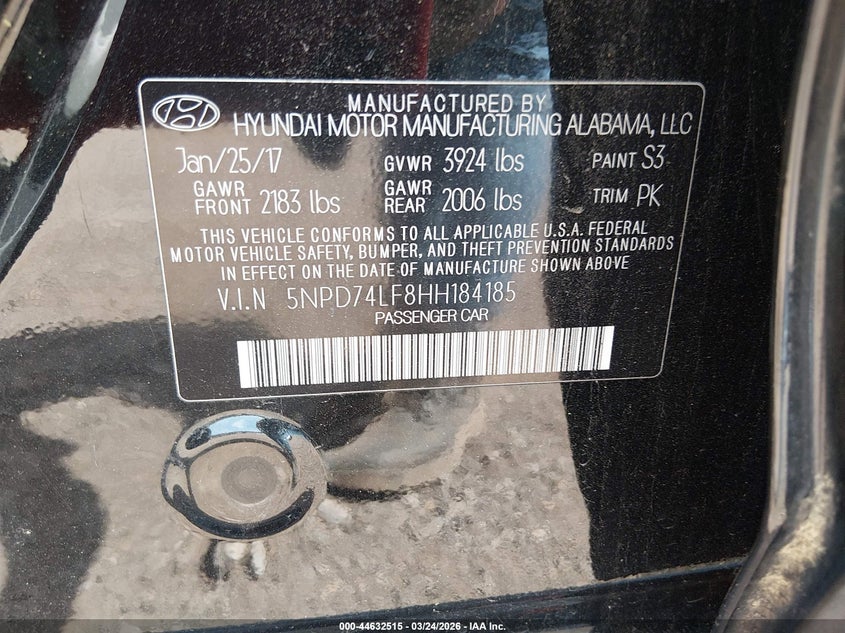 MANUFACTURED BY
HYUNDAI MOTOR MANUFACTURING ALABAMA, LLC
Jan/25/17 GVWR 3924 lbs PAINT S3
GAWR FRONT 2183 lbs GAWR REAR 2006 lbs TRIM PK
THIS VEHICLE CONFORMS TO ALL APPLICABLE U.S.A. FEDERAL
MOTOR VEHICLE SAFETY, BUMPER, AND THEFT PREVENTION STANDARDS
IN EFFECT ON THE DATE OF MANUFACTURE SHOWN ABOVE
V.I.N 5NPD74LF8HH184185
PASSENGER CAR
000-44632515 - 03/24/2026 - IAA Inc.